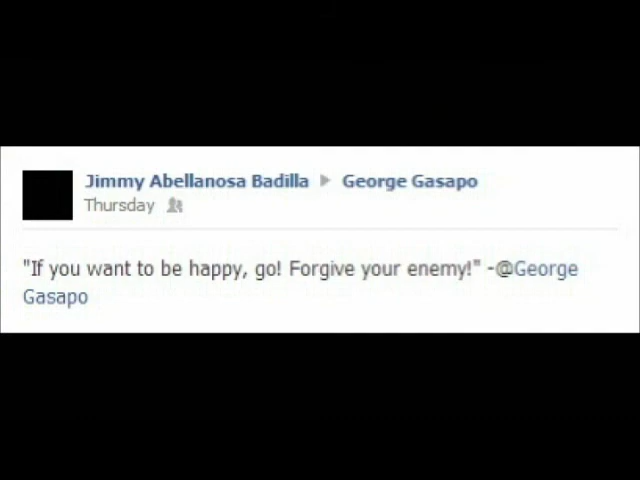 Jimmy Abellanosa Badilla ▶ George Gasapo
Thursday
"If you want to be happy, go! Forgive your enemy!" -@George
Gasapo